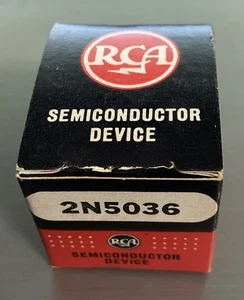 RCA
SEMICONDUCTOR
DEVICE
2N5036
RCA
SEMICONDUCTOR
DEVICE